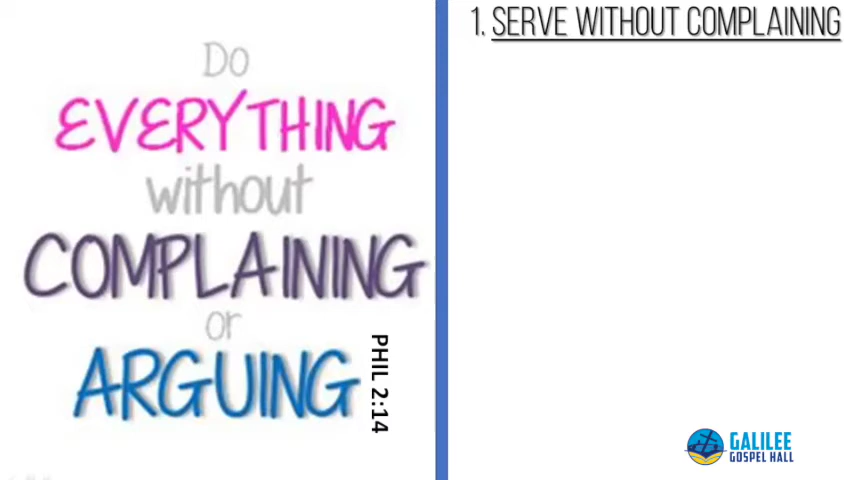 Do
EVERYTHING
without
COMPLAINING
or
ARGUING
PHIL 2:14
1. SERVE WITHOUT COMPLAINING
GALILEE
GOSPEL HALL